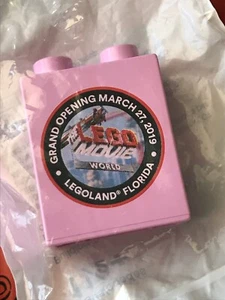 GRAND OPENING MARCH 27, 2019
THE
LEGO
MOVIE
WORLD
LEGOLAND® FLORIDA